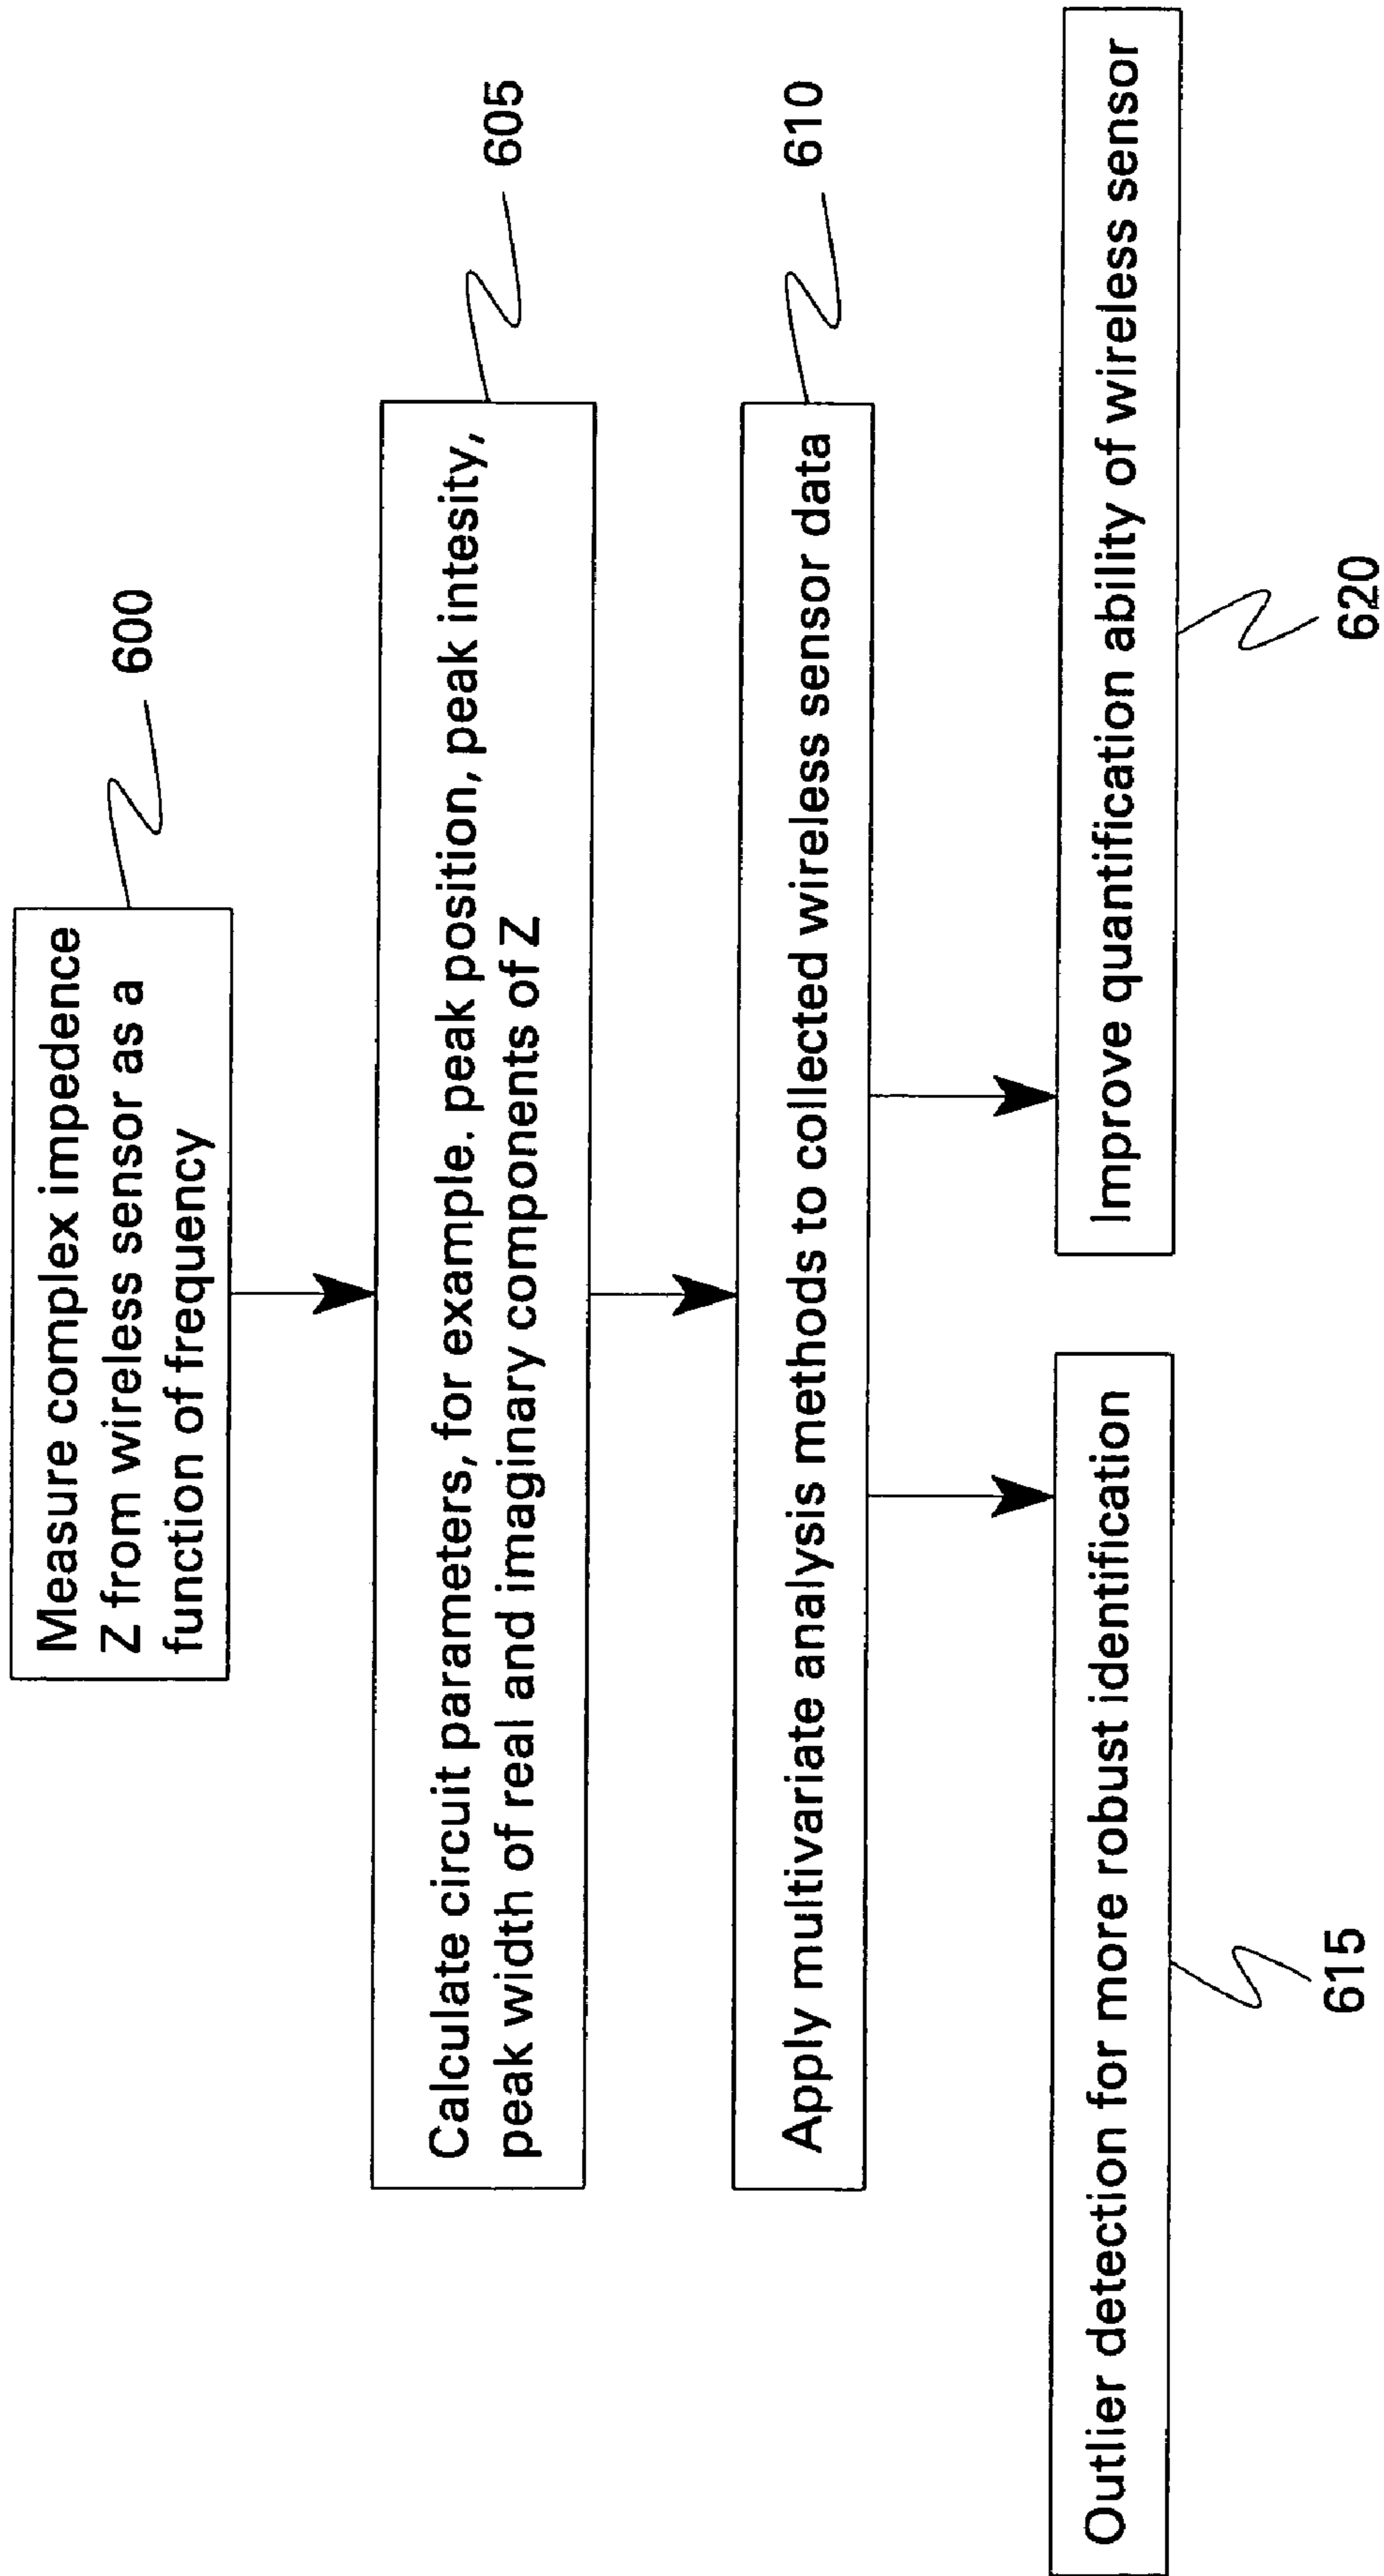 Measure complex impedence
Z from wireless sensor as a
function of frequency
600
Calculate circuit parameters, for example. peak position, peak intesity,
peak width of real and imaginary components of Z
605
Apply multivariate analysis methods to collected wireless sensor data
610
Outlier detection for more robust identification
615
Improve quantification ability of wireless sensor
620